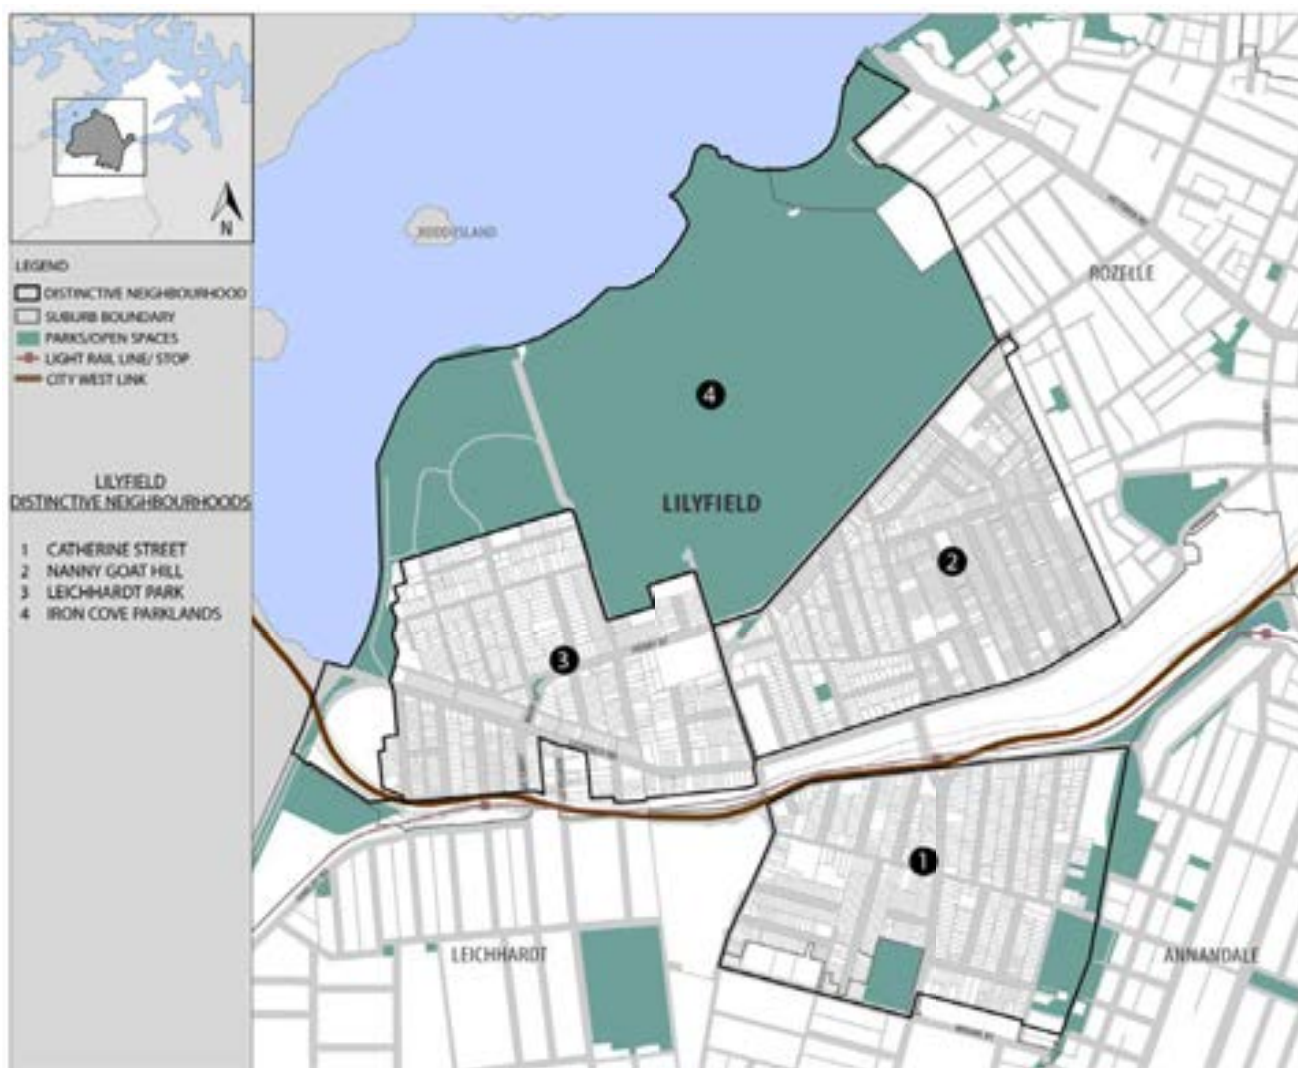 N
LEGEND
DISTINCTIVE NEIGHBOURHOOD
SUBURB BOUNDARY
PARKS/OPEN SPACES
LIGHT RAIL LINE/ STOP
CITY WEST LINK
LILYFIELD
DISTINCTIVE NEIGHBOURHOODS
1 CATHERINE STREET
2 NANNY GOAT HILL
3 LEICHHARDT PARK
4 IRON COVE PARKLANDS
RODD ISLAND
ROZELLE
4
LILYFIELD
2
3
1
LEICHHARDT
ANNANDALE